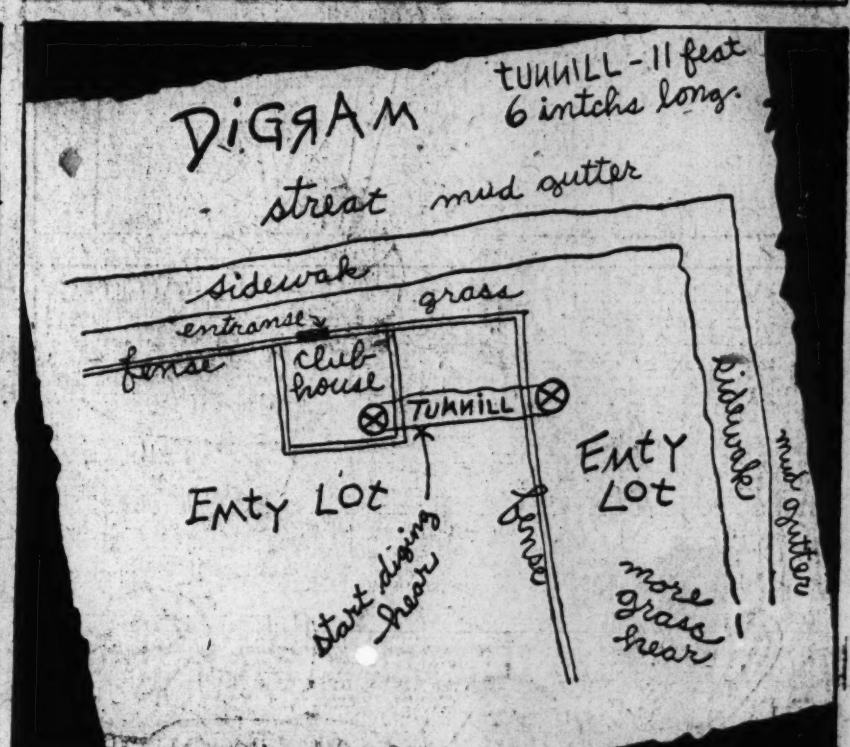 TUNNILL - 11 feat
6 intchs long.
DiGRAM
streat mud gutter
sidewak
grass
entranse
fense
club
house
TUNNILL
EMTY LOT
EMTY
LOT
sidewak
mud gutter
fense
start diging
hear
more
grass
hear